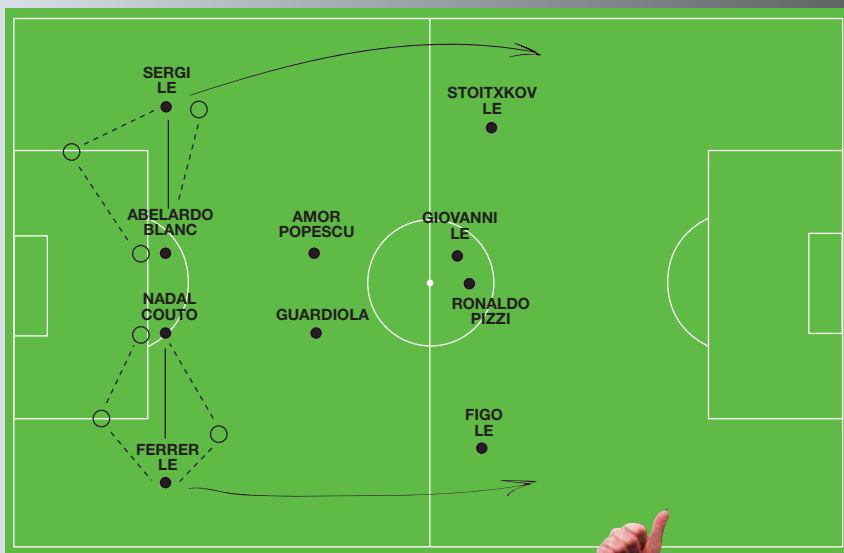 SERGI
LE
STOITXKOV
LE
ABELARDO
BLANC
AMOR
POPESCU
GIOVANNI
LE
NADAL
COUTO
GUARDIOLA
RONALDO
PIZZI
FIGO
LE
FERRER
LE